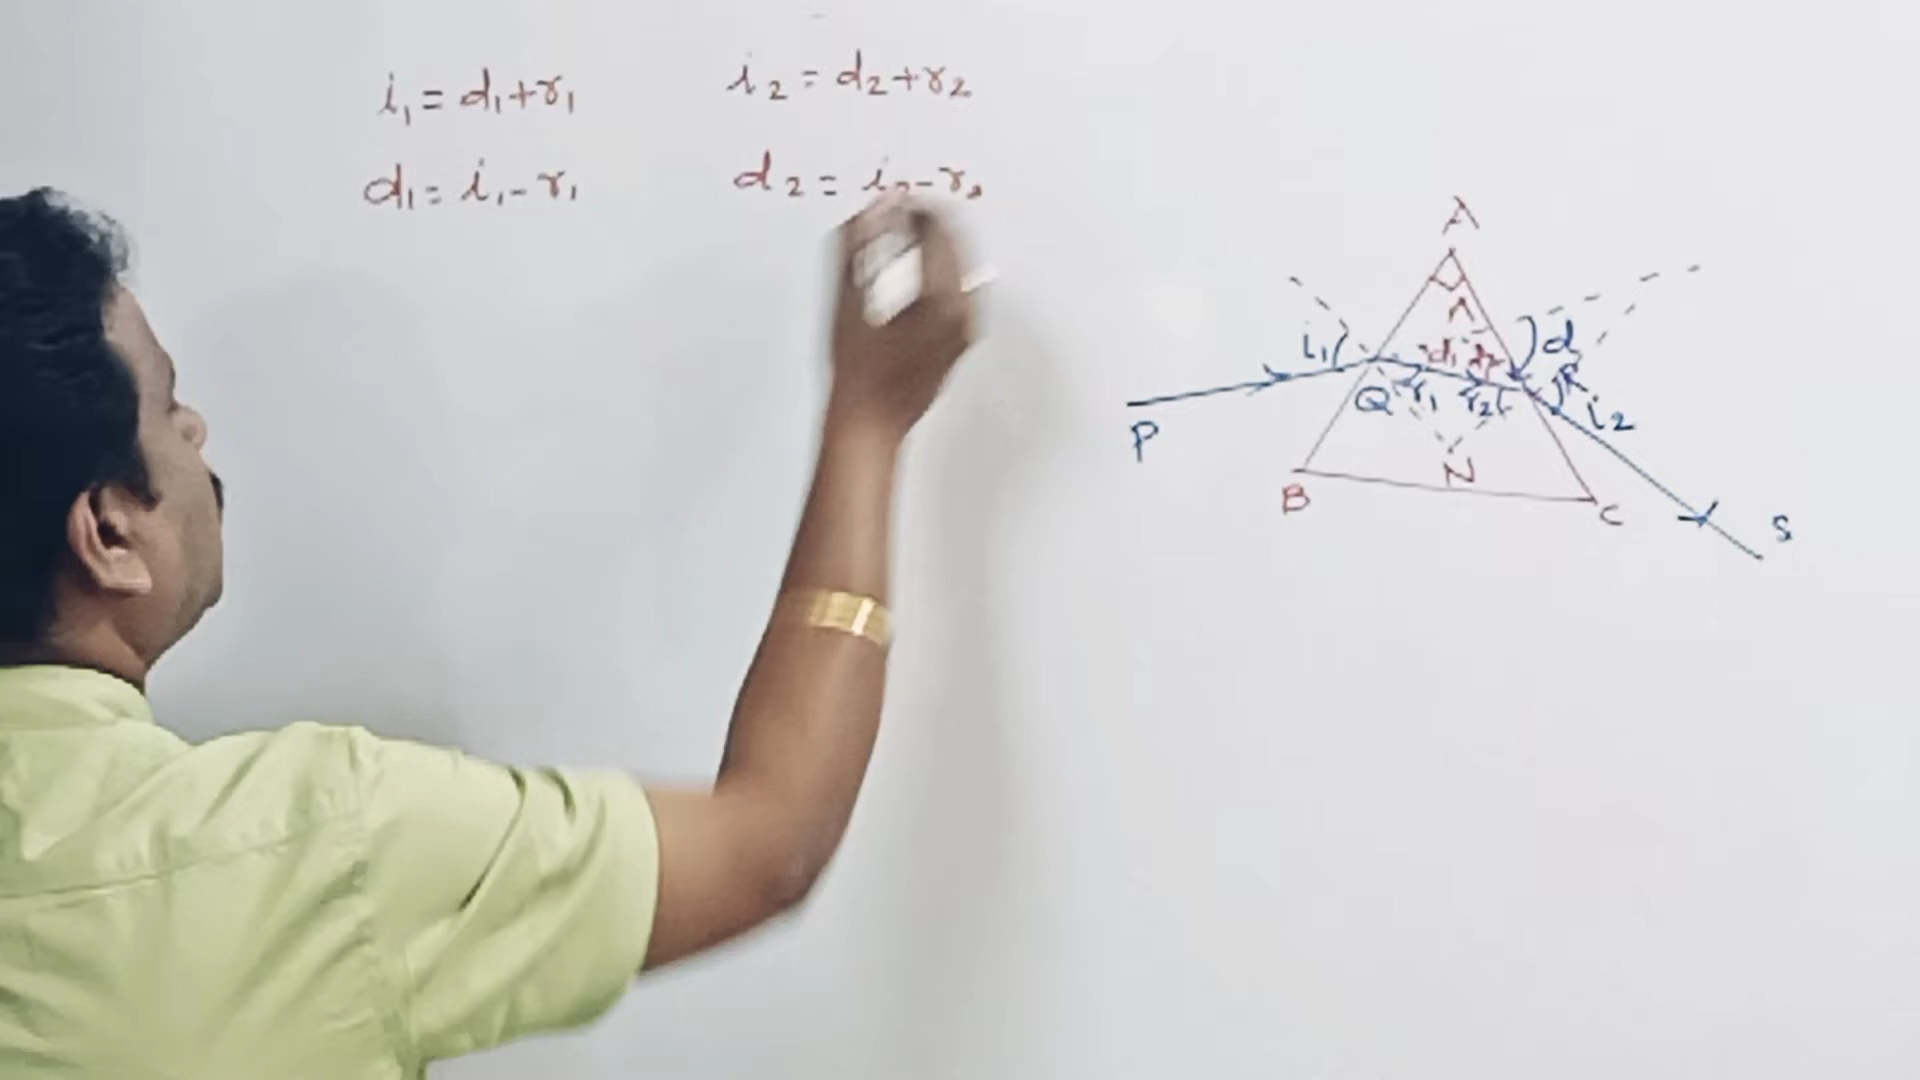 i₁ = d₁ + r₁
i₂ = d₂ + r₂
d₁ = i₁ - r₁
d₂ = i₂ - r₂
A
A
i₁
d₁
d₂
d
P
Q
r₁
r₂
R
i₂
N
B
C
S